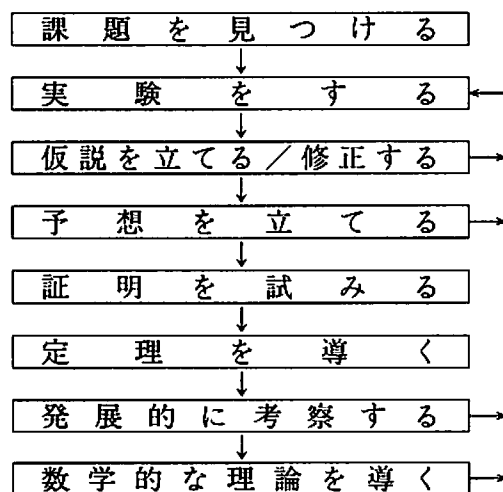 課題を見つける
実験をする
仮説を立てる／修正する
予想を立てる
証明を試みる
定理を導く
発展的に考察する
数学的な理論を導く